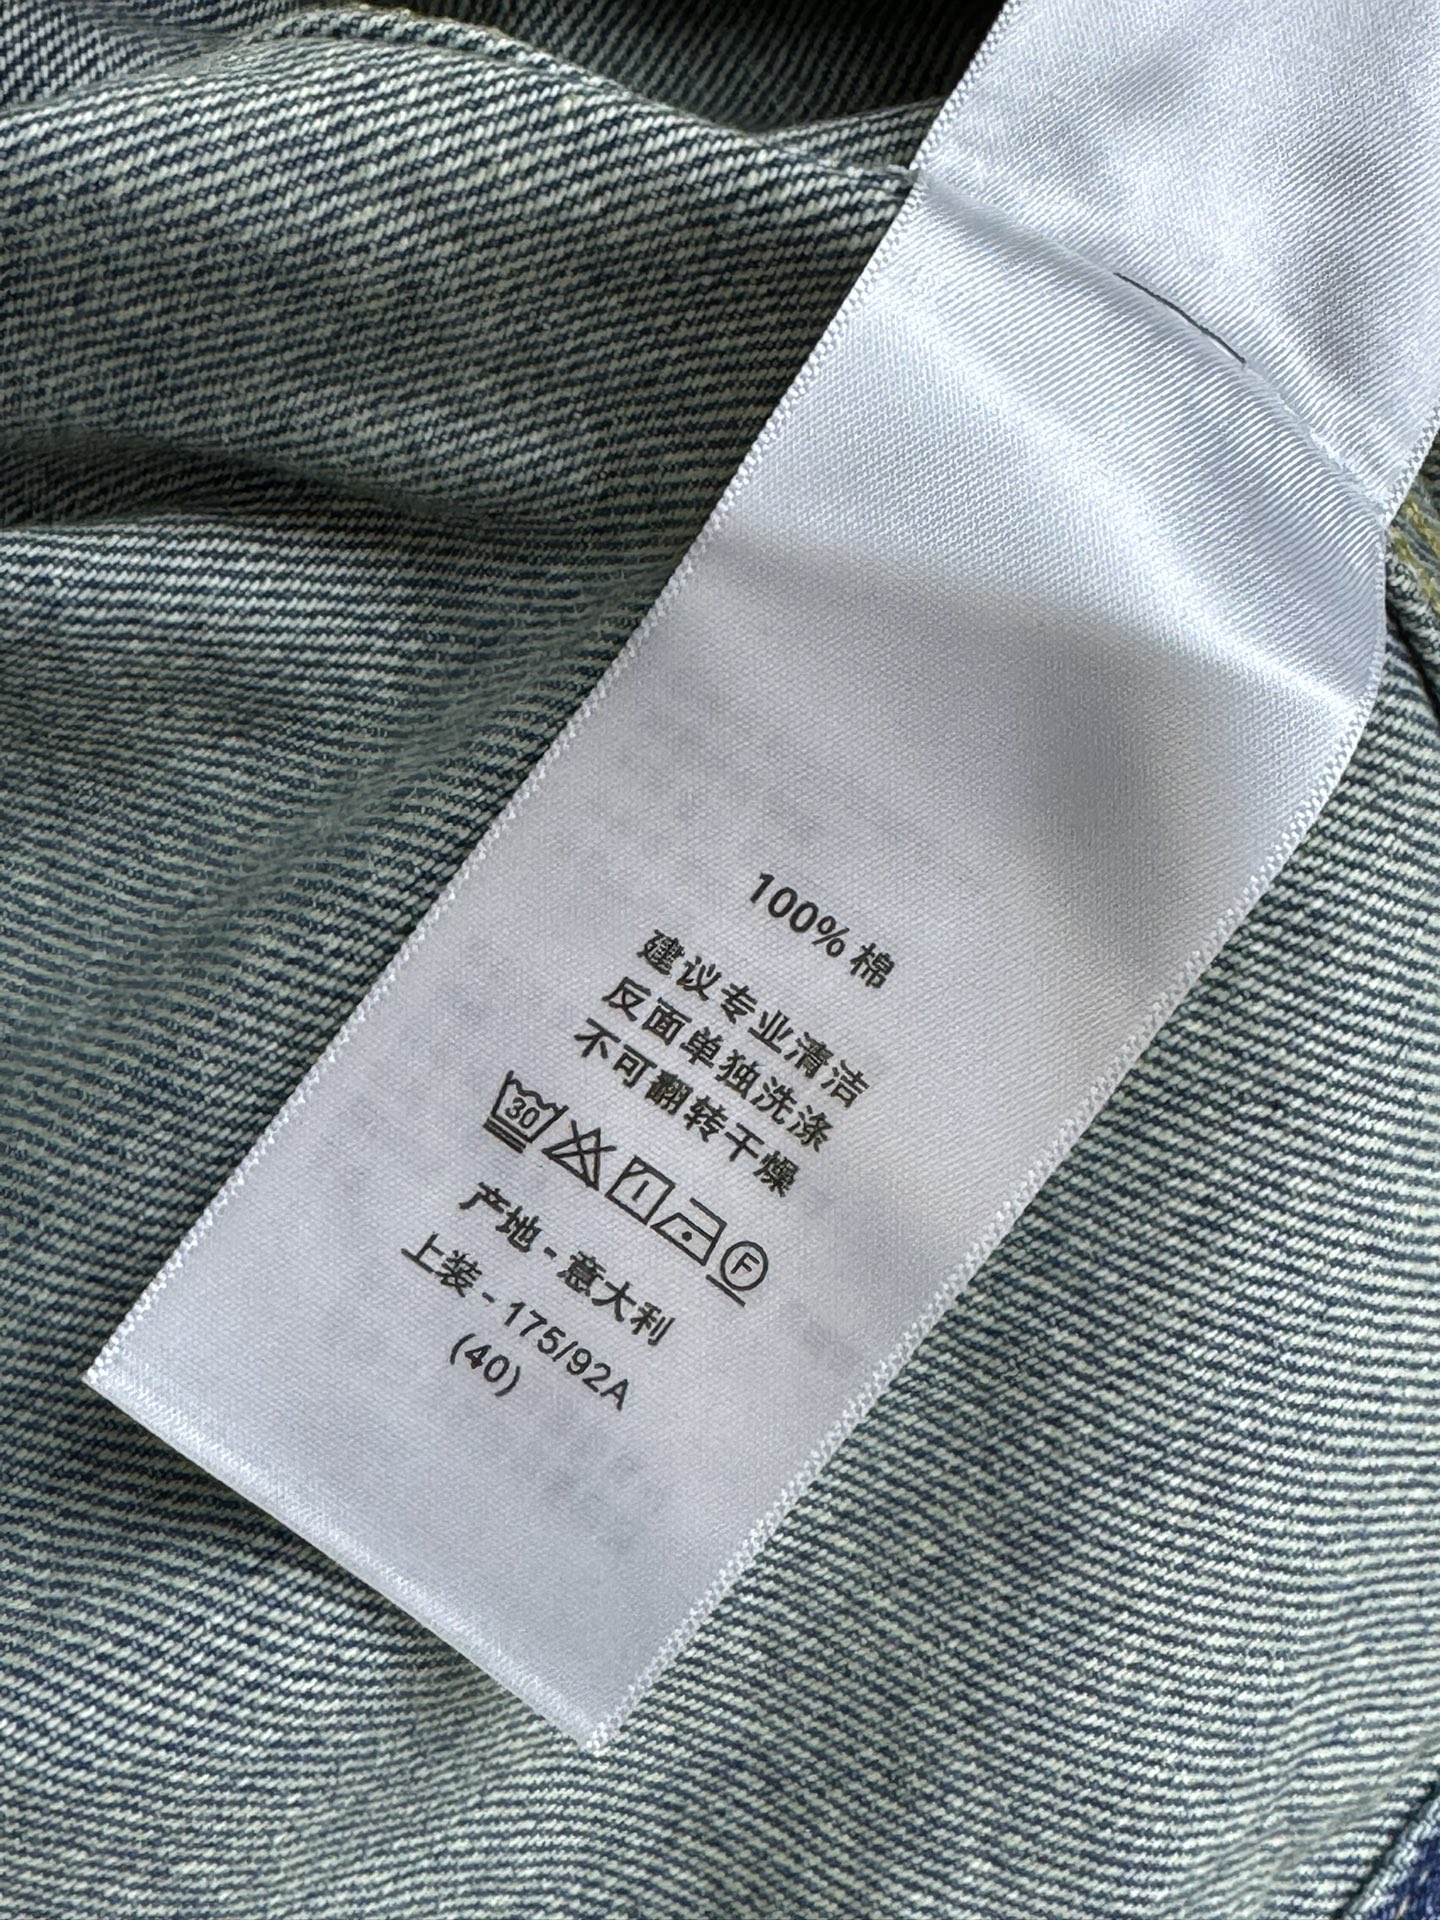 100% 棉
建议专业清洁
反面单独洗涤
不可翻转干燥
30
F
产地 - 意大利
上装 - 175/92A
(40)